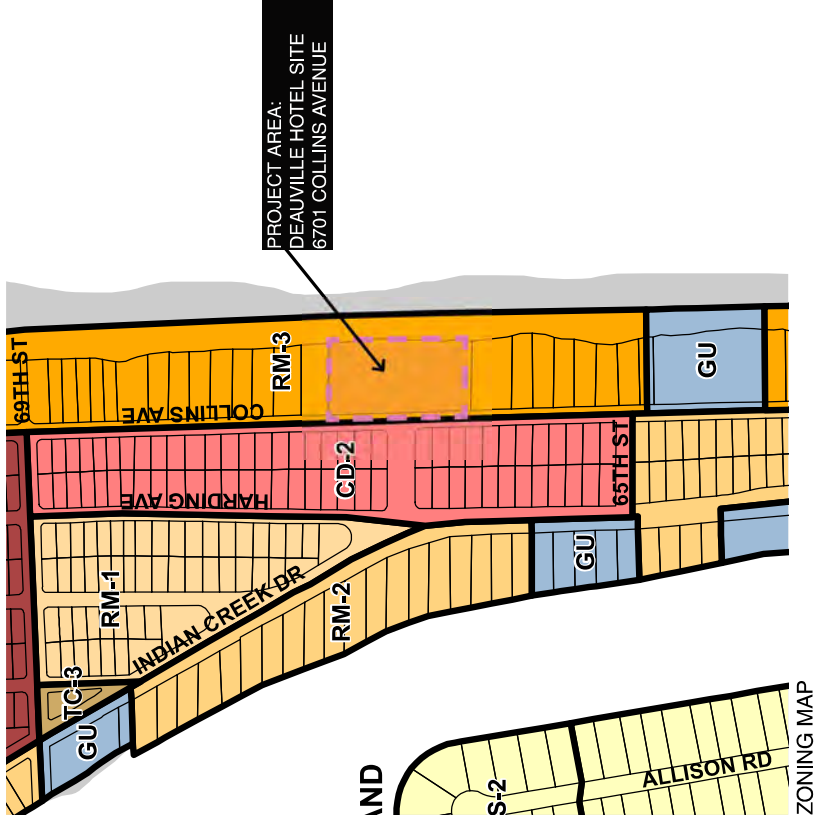 PROJECT AREA:
DEAUVILLE HOTEL SITE
6701 COLLINS AVENUE
69TH ST
RM-3
COLLINS AVE
GU
CD-2
65TH ST
HARDING AVE
RM-1
INDIAN CREEK DR
RM-2
GU
TC-3
GU
AND
S-2
ALLISON RD
ZONING MAP